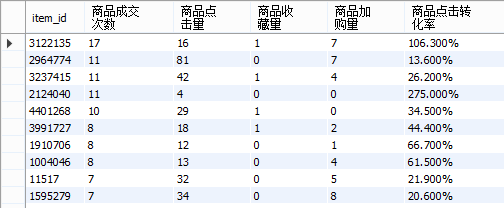 item_id 商品成交次数 商品点击量 商品收藏量 商品加购量 商品点击转化率
3122135 17 16 1 7 106.300%
2964774 11 81 0 7 13.600%
3237415 11 42 1 4 26.200%
2124040 11 4 0 0 275.000%
4401268 10 29 1 0 34.500%
3991727 8 18 1 2 44.400%
1910706 8 12 0 1 66.700%
1004046 8 13 0 4 61.500%
11517 7 32 0 5 21.900%
1595279 7 34 0 8 20.600%